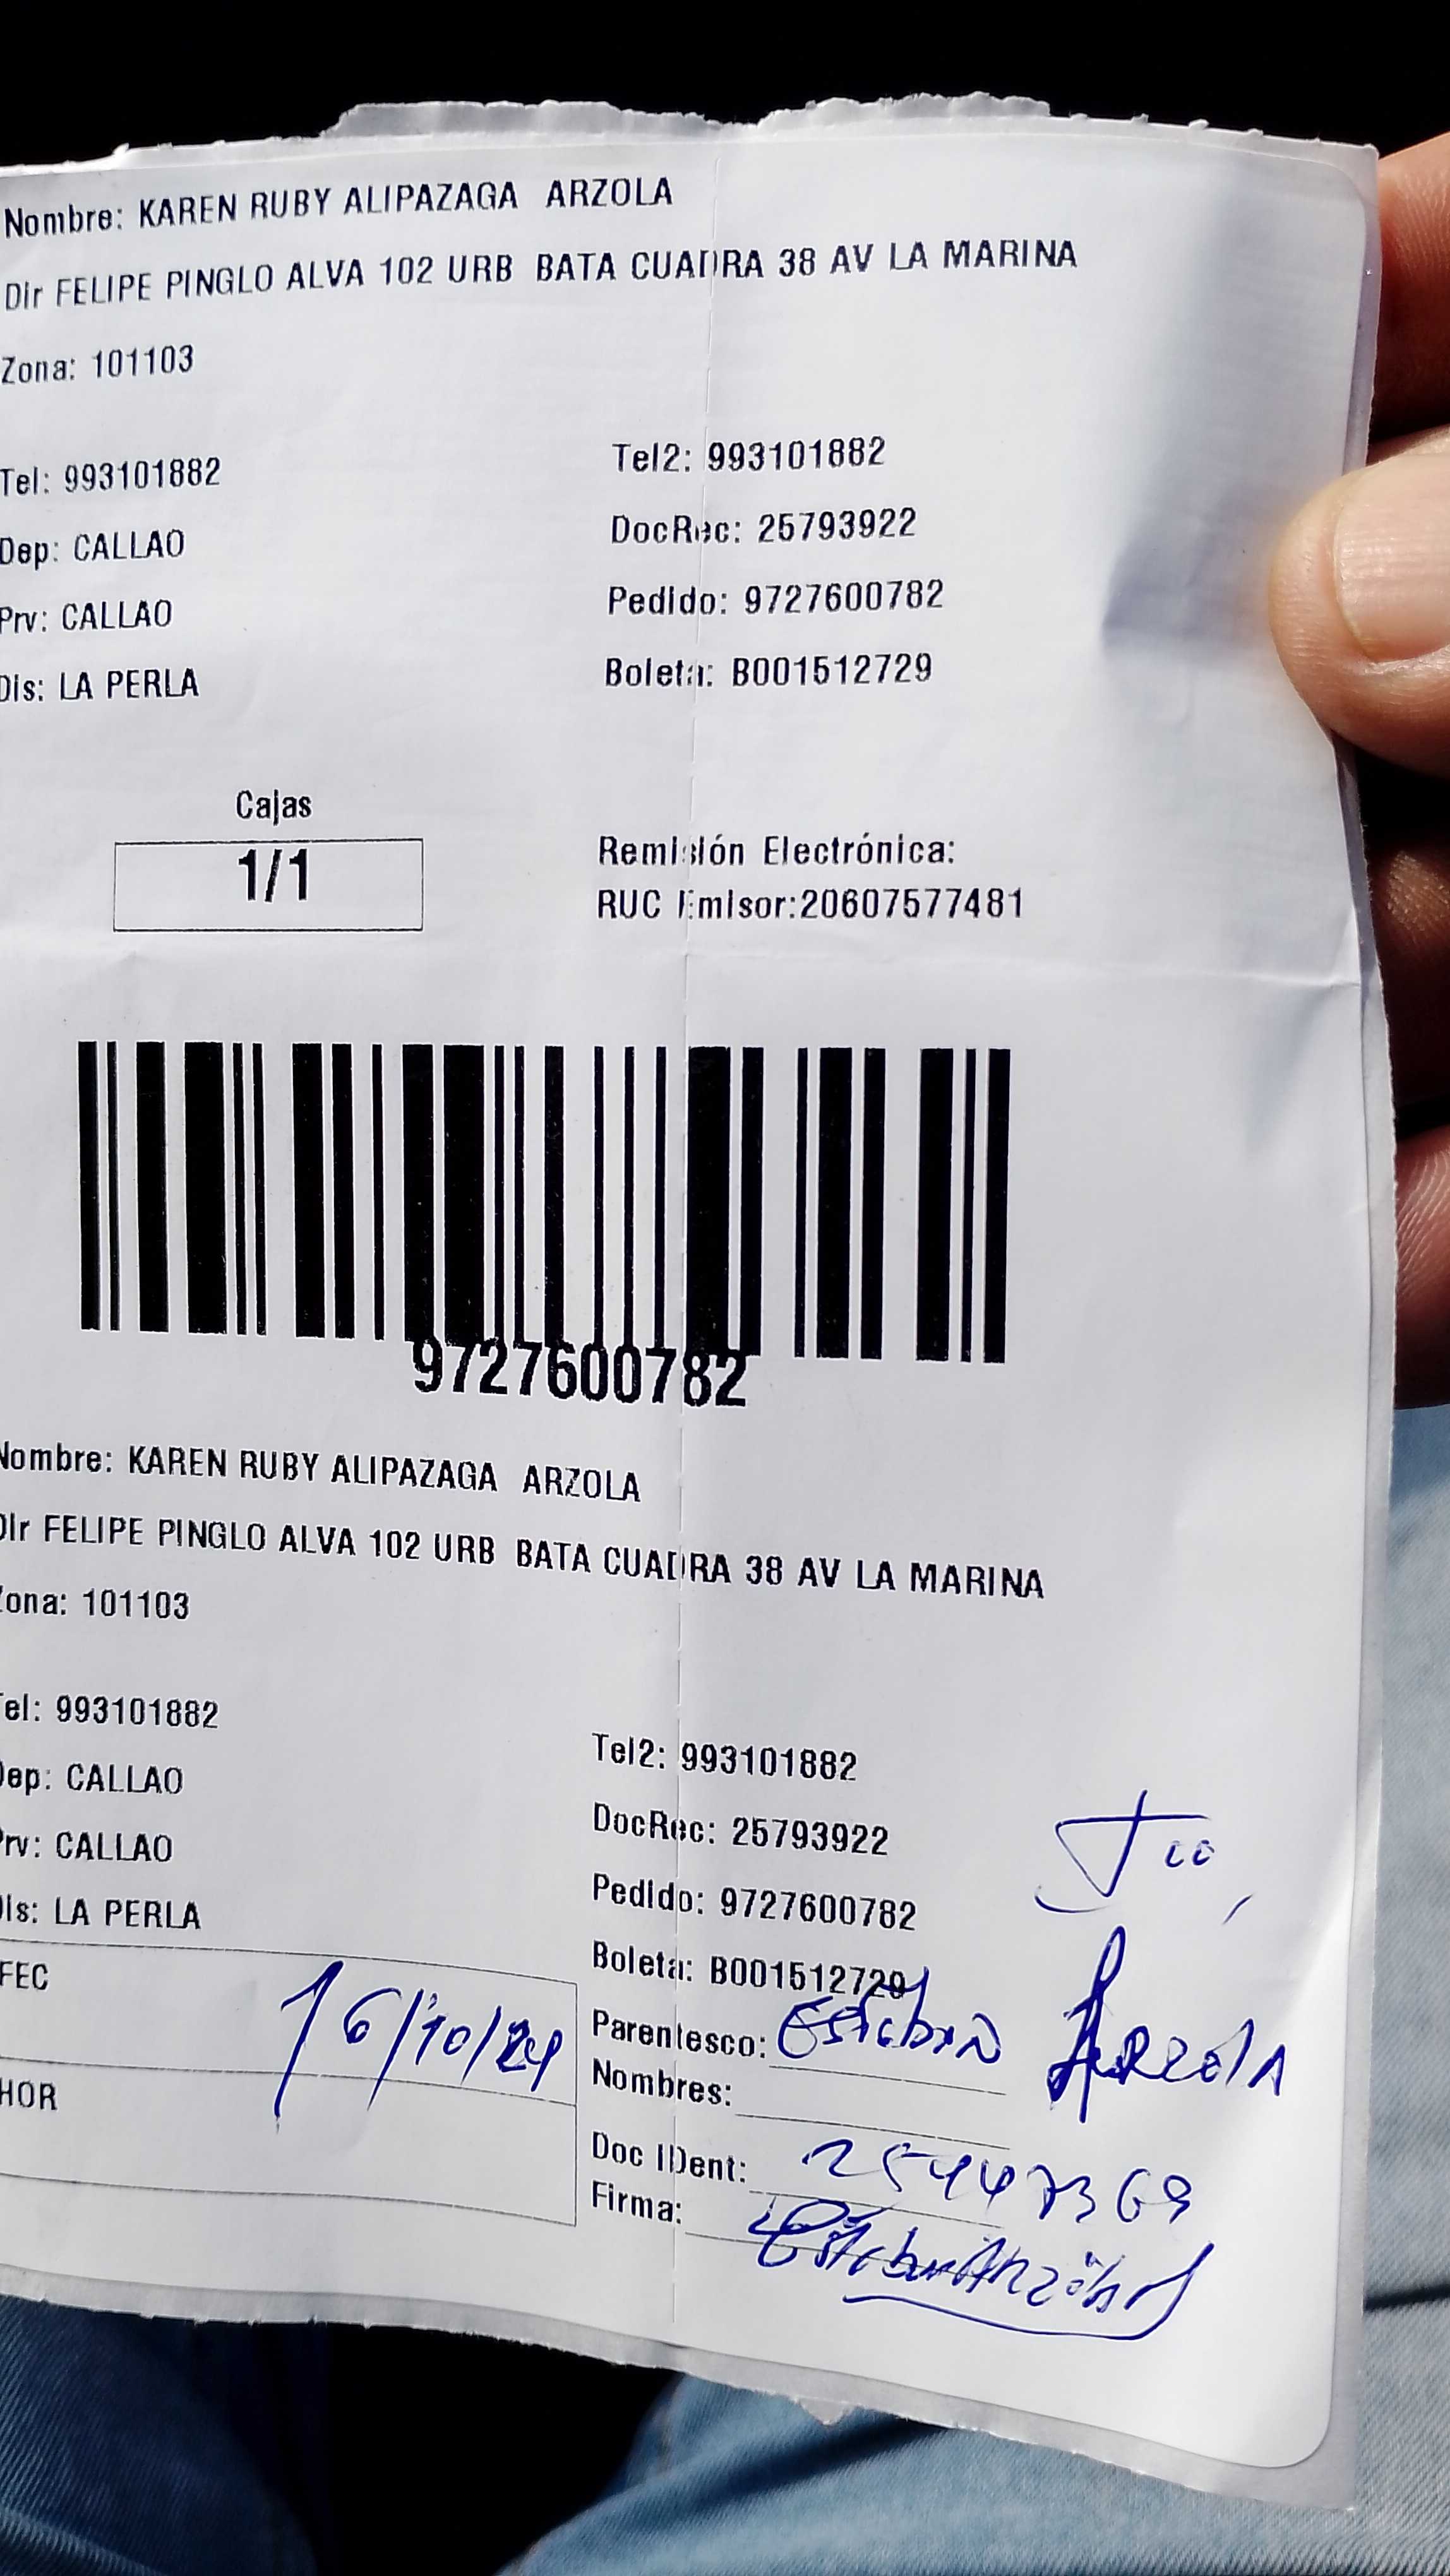 Nombre: KAREN RUBY ALIPAZAGA ARZOLA
Dir FELIPE PINGLO ALVA 102 URB BATA CUADRA 38 AV LA MARINA
Zona: 101103
Tel: 993101882 Tel2: 993101882
Dep: CALLAO DocRec: 25793922
Prv: CALLAO Pedido: 9727600782
Dis: LA PERLA Boleta: B001512729
Cajas
1/1
Remisión Electrónica:
RUC Emisor:20607577481
9727600782
Nombre: KAREN RUBY ALIPAZAGA ARZOLA
Dir FELIPE PINGLO ALVA 102 URB BATA CUADRA 38 AV LA MARINA
Zona: 101103
Tel: 993101882 Tel2: 993101882
Dep: CALLAO DocRec: 25793922
Prv: CALLAO Pedido: 9727600782
Dis: LA PERLA Boleta: B001512729
Tío
FEC 16/10/24
Parentesco: Esteban Arzola
HOR
Nombres:
Doc IDent: 25447369
Firma: Esteban Arzola